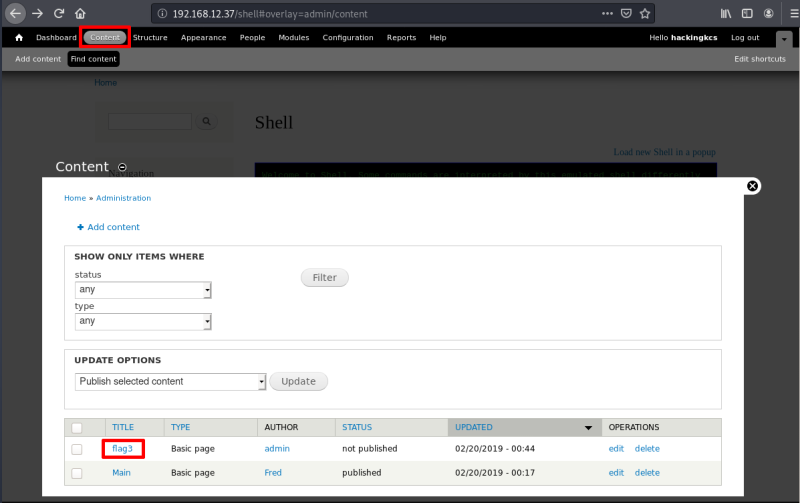 192.168.12.37/shell#overlay=admin/content
Dashboard Content Structure Appearance People Modules Configuration Reports Help Hello hackingkcs Log out
Add content Find content Edit shortcuts
Home
Shell
Load new Shell in a popup
Content
Navigation
Home » Administration
+ Add content
SHOW ONLY ITEMS WHERE
status
any
Filter
type
any
UPDATE OPTIONS
Publish selected content Update
TITLE TYPE AUTHOR STATUS UPDATED OPERATIONS
flag3 Basic page admin not published 02/20/2019 - 00:44 edit delete
Main Basic page Fred published 02/20/2019 - 00:17 edit delete